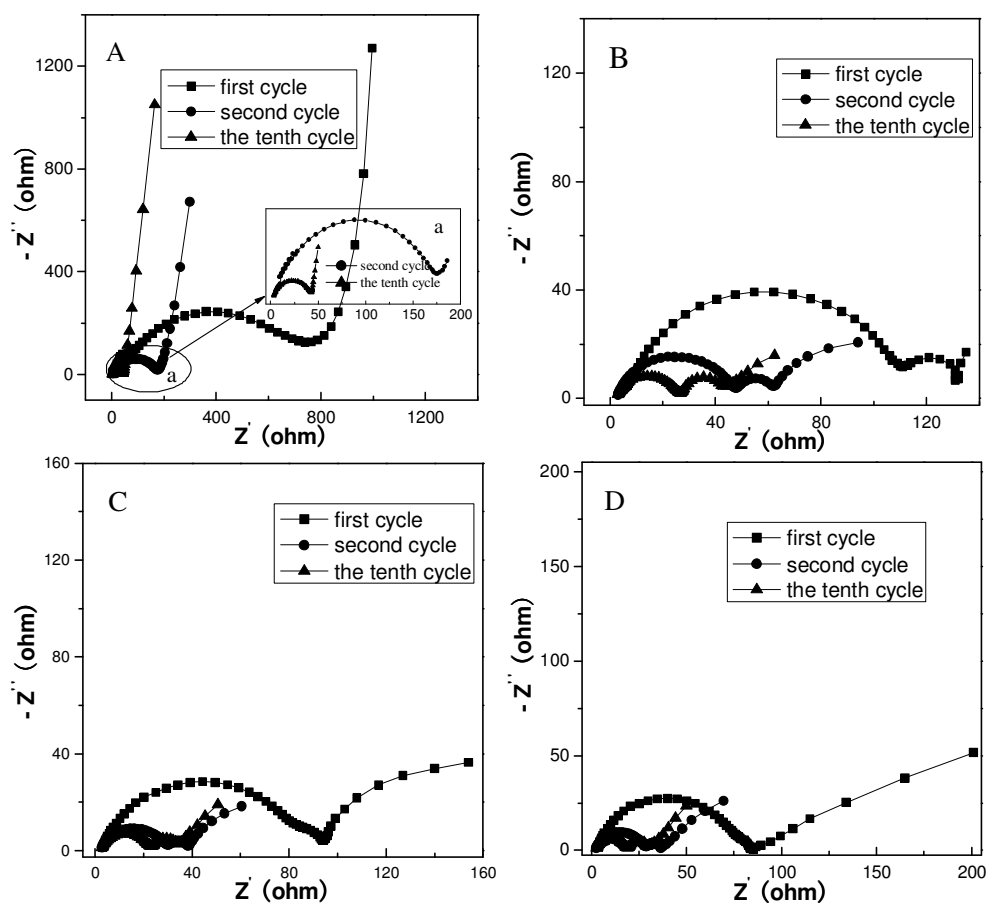 A
first cycle
second cycle
the tenth cycle
1200
800
400
0
- Z'' (ohm)
a
second cycle
the tenth cycle
0 50 100 150 200
a
0 400 800 1200
Z' (ohm)
B
first cycle
second cycle
the tenth cycle
120
80
40
0
- Z'' (ohm)
0 40 80 120
Z' (ohm)
C
first cycle
second cycle
the tenth cycle
160
120
80
40
0
- Z'' (ohm)
0 40 80 120 160
Z' (ohm)
D
first cycle
second cycle
the tenth cycle
200
150
100
50
0
- Z'' (ohm)
0 50 100 150 200
Z' (ohm)